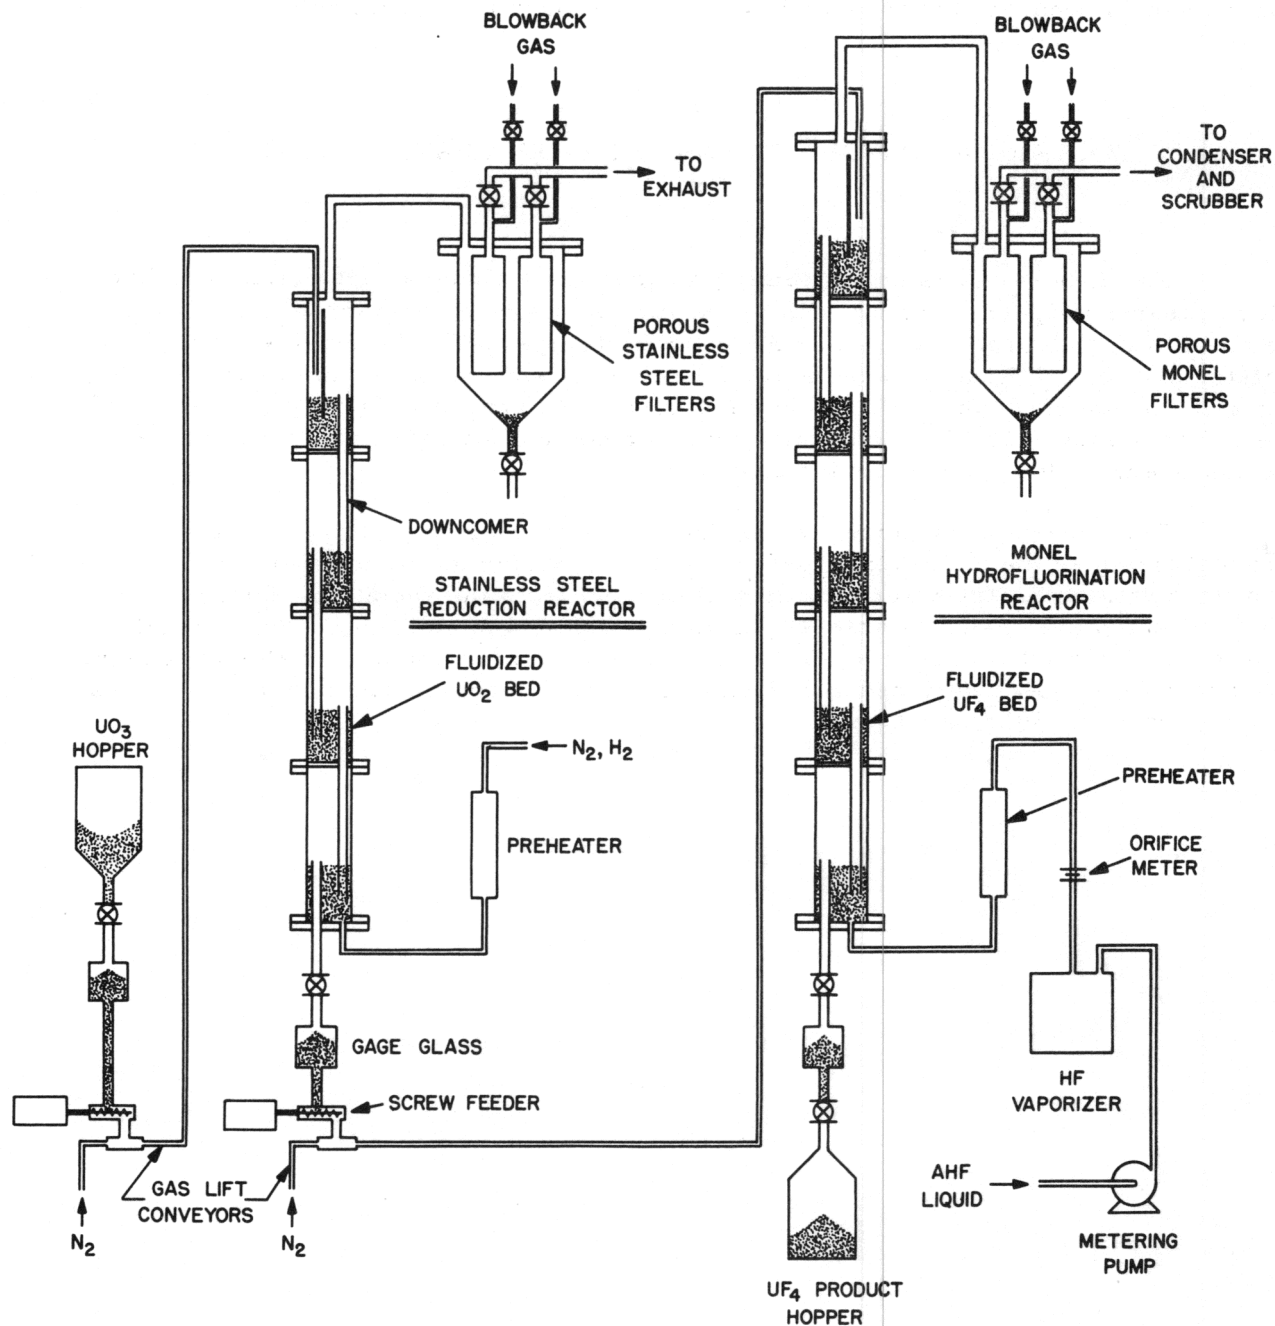 BLOWBACK
GAS
BLOWBACK
GAS
TO
EXHAUST
TO
CONDENSER
AND
SCRUBBER
POROUS
STAINLESS
STEEL
FILTERS
POROUS
MONEL
FILTERS
DOWNCOMER
STAINLESS STEEL
REDUCTION REACTOR
MONEL
HYDROFLUORINATION
REACTOR
FLUIDIZED
UO₂ BED
FLUIDIZED
UF₄ BED
UO₃
HOPPER
N₂, H₂
PREHEATER
PREHEATER
ORIFICE
METER
GAGE GLASS
SCREW FEEDER
HF
VAPORIZER
GAS LIFT
CONVEYORS
N₂
N₂
AHF
LIQUID
METERING
PUMP
UF₄ PRODUCT
HOPPER